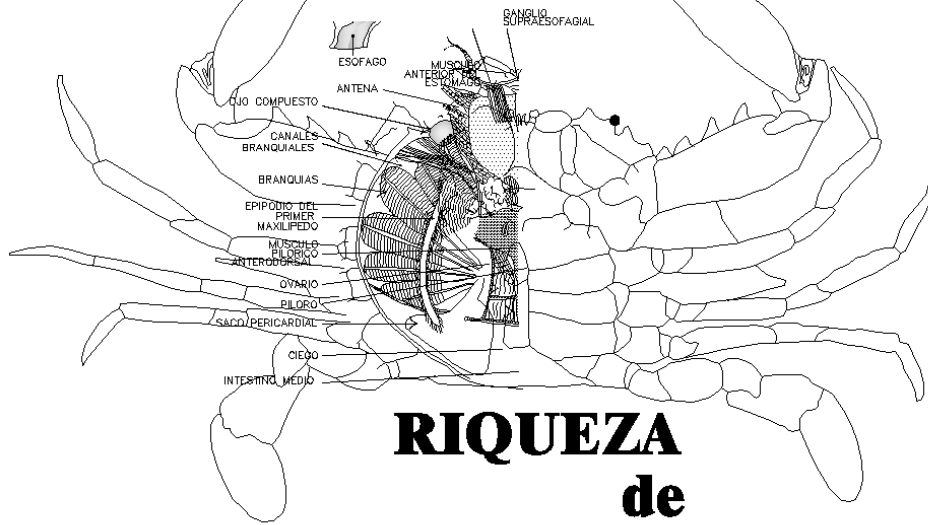 GANGLIO
SUPRAESOFAGIAL
ESOFAGO
MUSCULO
ANTERIOR DEL
ESTOMAGO
ANTENA
OJO COMPUESTO
CANALES
BRANQUIALES
BRANQUIAS
EPIPODIO DEL
PRIMER
MAXILIPEDO
MUSCULO
PILORICO
ANTERODORSAL
OVARIO
PILORO
SACO/PERICARDIAL
CIEGO
INTESTINO MEDIO
RIQUEZA
de